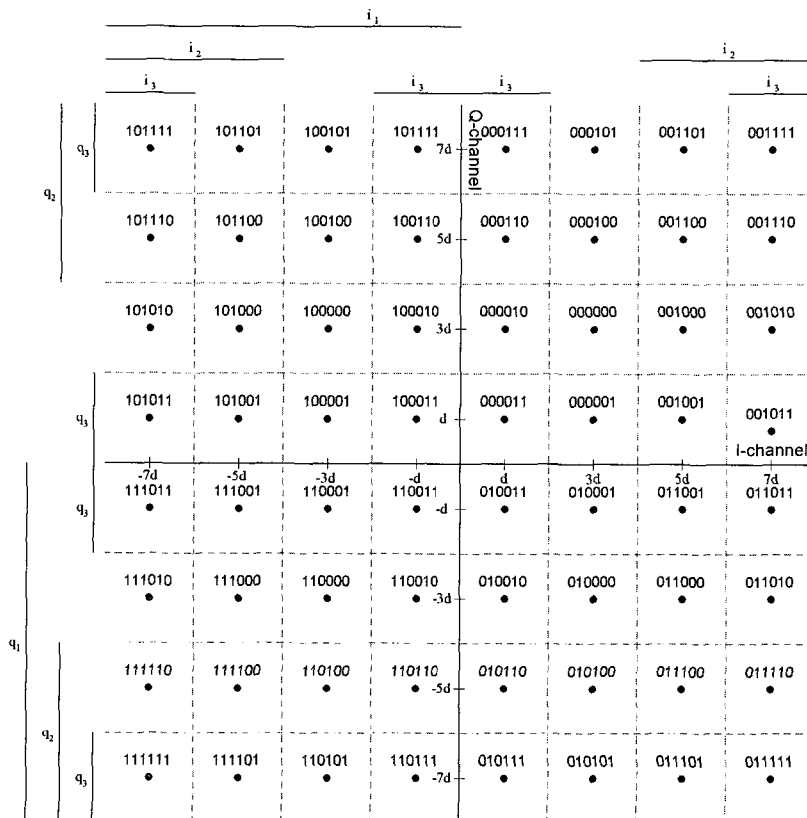 i₁
i₂ i₂
i₃ i₃ i₃ i₃
Q-channel
q₃ 101111 101101 100101 101111 7d 000111 000101 001101 001111
q₂
101110 101100 100100 100110 5d 000110 000100 001100 001110
101010 101000 100000 100010 3d 000010 000000 001000 001010
q₃ 101011 101001 100001 100011 d 000011 000001 001001 001011
i-channel
-7d -5d -3d -d d 3d 5d 7d
q₃ 111011 111001 110001 110011 -d 010011 010001 011001 011011
111010 111000 110000 110010 -3d 010010 010000 011000 011010
q₁
111110 111100 110100 110110 -5d 010110 010100 011100 011110
q₂
q₃ 111111 111101 110101 110111 -7d 010111 010101 011101 011111